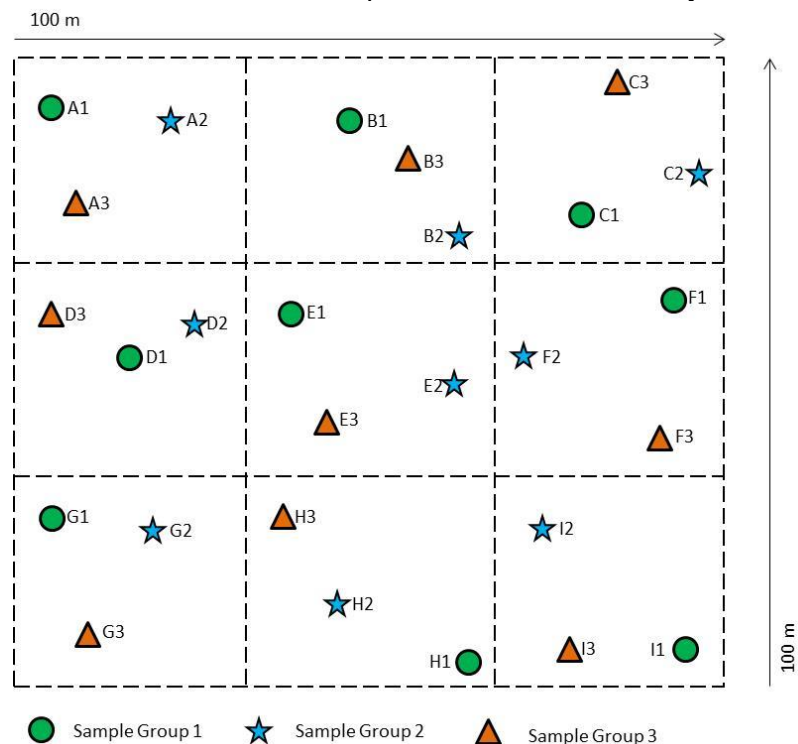 100 m
C3
A1
A2
B1
B3
C2
A3
C1
B2
F1
D3
D2
E1
D1
F2
E2
E3
F3
G1
G2
H3
I2
H2
G3
H1
I3
I1
100 m
Sample Group 1
Sample Group 2
Sample Group 3